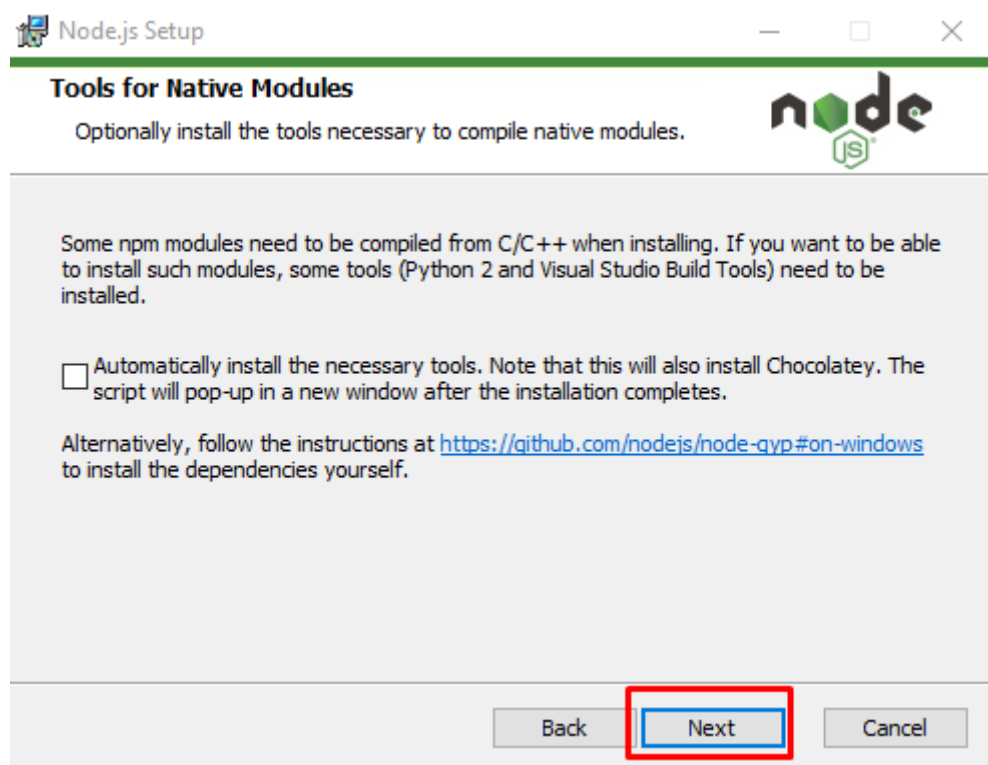 Node.js Setup
Tools for Native Modules
Optionally install the tools necessary to compile native modules.
node
JS
Some npm modules need to be compiled from C/C++ when installing. If you want to be able
to install such modules, some tools (Python 2 and Visual Studio Build Tools) need to be
installed.
Automatically install the necessary tools. Note that this will also install Chocolatey. The
script will pop-up in a new window after the installation completes.
Alternatively, follow the instructions at https://github.com/nodejs/node-gyp#on-windows
to install the dependencies yourself.
Back
Next
Cancel